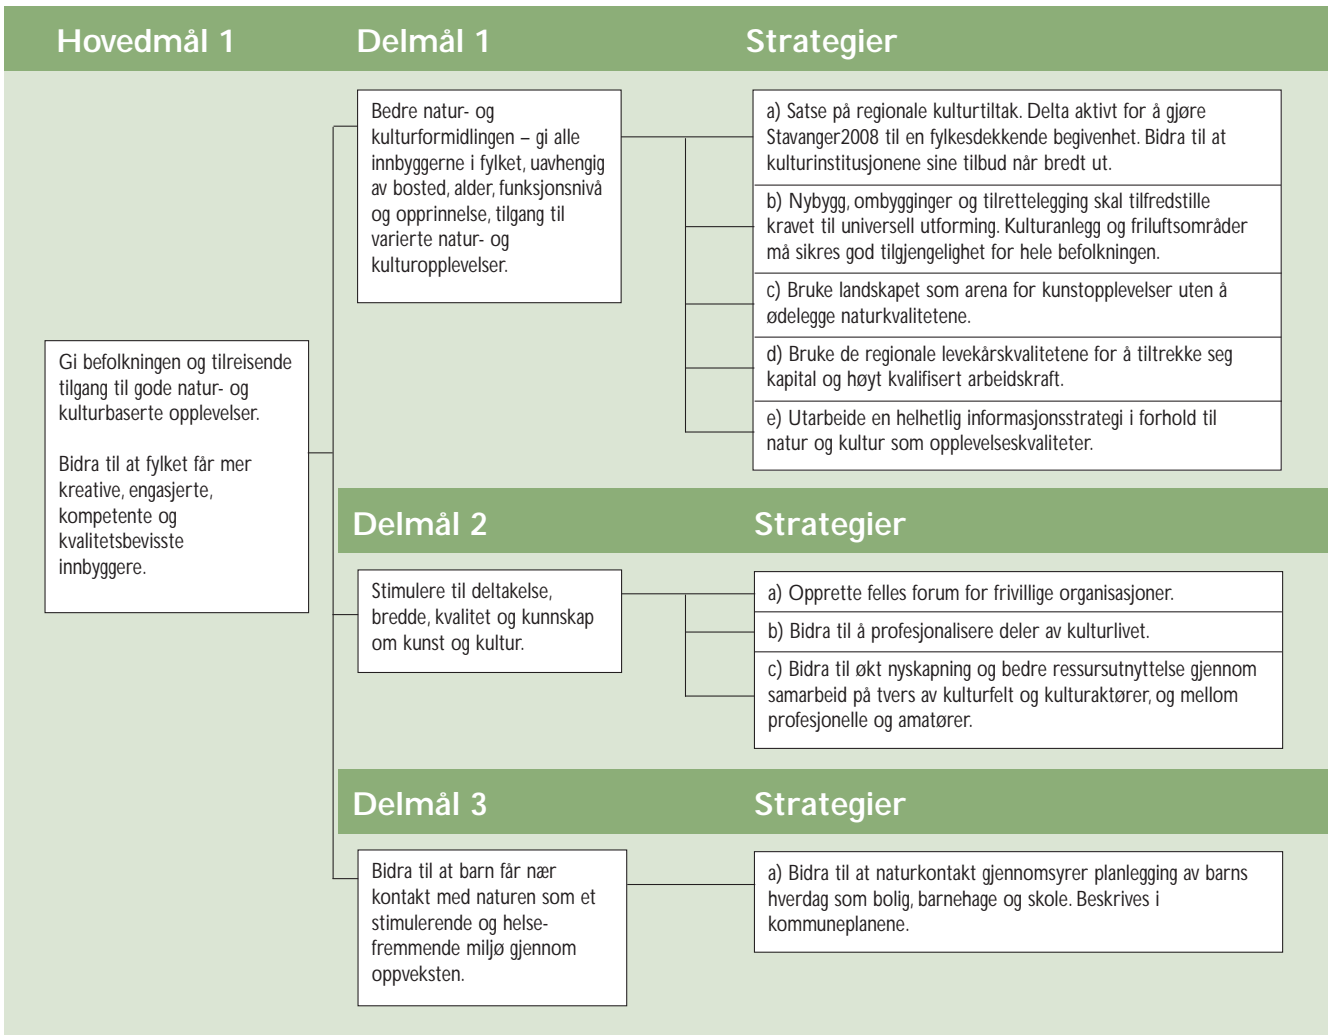 Hovedmål 1
Delmål 1
Strategier
Gi befolkningen og tilreisende
tilgang til gode natur- og
kulturbaserte opplevelser.
Bidra til at fylket får mer
kreative, engasjerte,
kompetente og
kvalitetsbevisste
innbyggere.
Bedre natur- og
kulturformidlingen – gi alle
innbyggerne i fylket, uavhengig
av bosted, alder, funksjonsnivå
og opprinnelse, tilgang til
varierte natur- og
kulturopplevelser.
a) Satse på regionale kulturtiltak. Delta aktivt for å gjøre
Stavanger2008 til en fylkesdekkende begivenhet. Bidra til at
kulturinstitusjonene sine tilbud når bredt ut.
b) Nybygg, ombygginger og tilrettelegging skal tilfredstille
kravet til universell utforming. Kulturanlegg og friluftsområder
må sikres god tilgjengelighet for hele befolkningen.
c) Bruke landskapet som arena for kunstopplevelser uten å
ødelegge naturkvalitetene.
d) Bruke de regionale levekårskvalitetene for å tiltrekke seg
kapital og høyt kvalifisert arbeidskraft.
e) Utarbeide en helhetlig informasjonsstrategi i forhold til
natur og kultur som opplevelseskvaliteter.
Delmål 2
Strategier
Stimulere til deltakelse,
bredde, kvalitet og kunnskap
om kunst og kultur.
a) Opprette felles forum for frivillige organisasjoner.
b) Bidra til å profesjonalisere deler av kulturlivet.
c) Bidra til økt nyskapning og bedre ressursutnyttelse gjennom
samarbeid på tvers av kulturfelt og kulturaktører, og mellom
profesjonelle og amatører.
Delmål 3
Strategier
Bidra til at barn får nær
kontakt med naturen som et
stimulerende og helse-
fremmende miljø gjennom
oppveksten.
a) Bidra til at naturkontakt gjennomsyrer planlegging av barns
hverdag som bolig, barnehage og skole. Beskrives i
kommuneplanene.